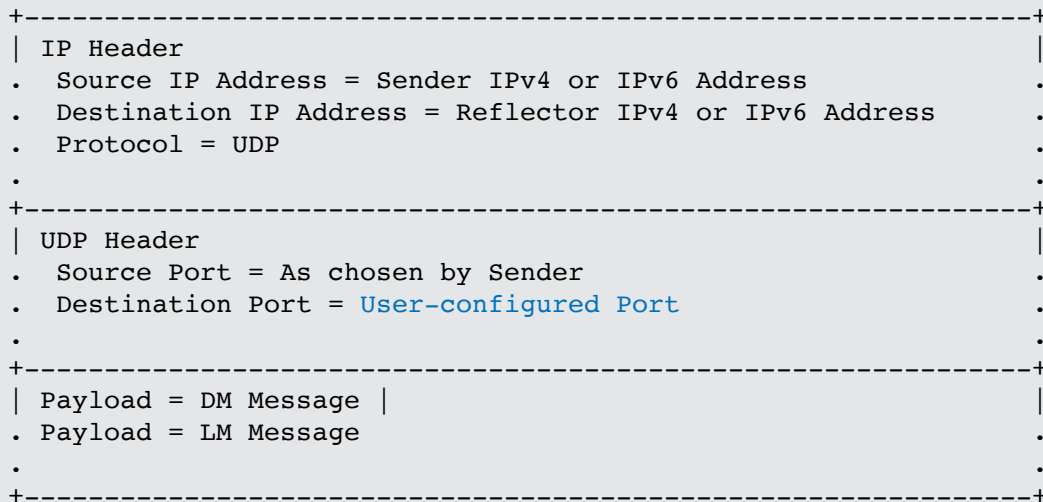 +---------------------------------------------------------------+
| IP Header                                                     |
.  Source IP Address = Sender IPv4 or IPv6 Address              .
.  Destination IP Address = Reflector IPv4 or IPv6 Address      .
.  Protocol = UDP                                               .
.                                                               .
+---------------------------------------------------------------+
| UDP Header                                                    |
.  Source Port = As chosen by Sender                            .
.  Destination Port = User-configured Port                      .
.                                                               .
+---------------------------------------------------------------+
| Payload = DM Message |                                        |
. Payload = LM Message                                          .
.                                                               .
+---------------------------------------------------------------+